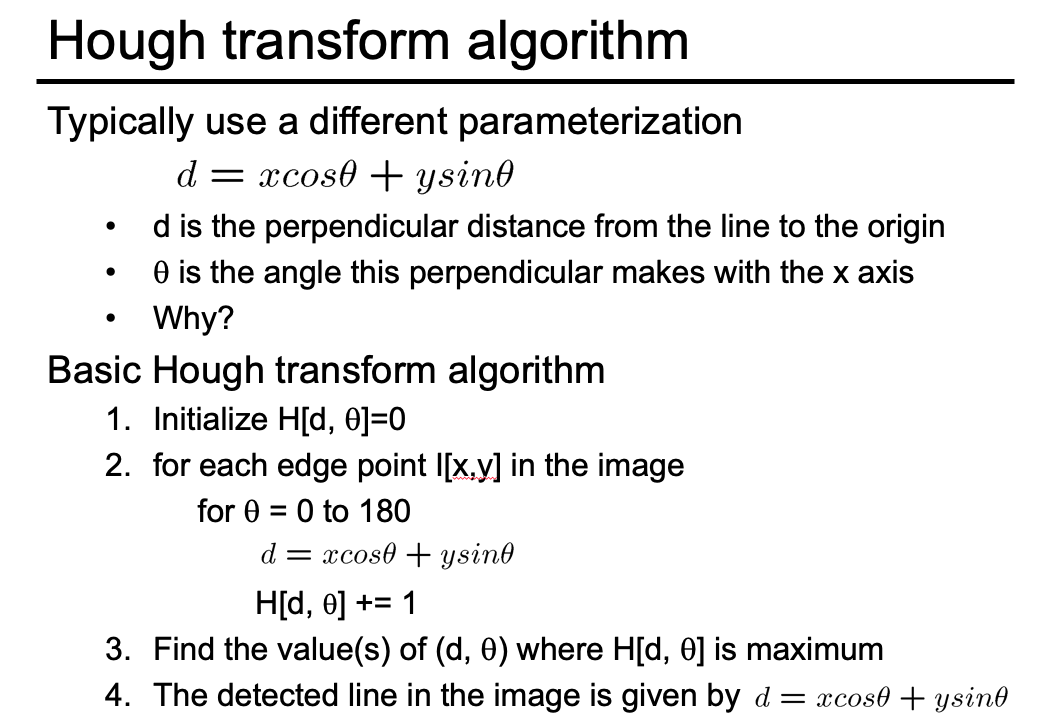 Hough transform algorithm
Typically use a different parameterization
d = xcosθ + ysinθ
• d is the perpendicular distance from the line to the origin
• θ is the angle this perpendicular makes with the x axis
• Why?
Basic Hough transform algorithm
1. Initialize H[d, θ]=0
2. for each edge point I[x,y] in the image
for θ = 0 to 180
d = xcosθ + ysinθ
H[d, θ] += 1
3. Find the value(s) of (d, θ) where H[d, θ] is maximum
4. The detected line in the image is given by d = xcosθ + ysinθ